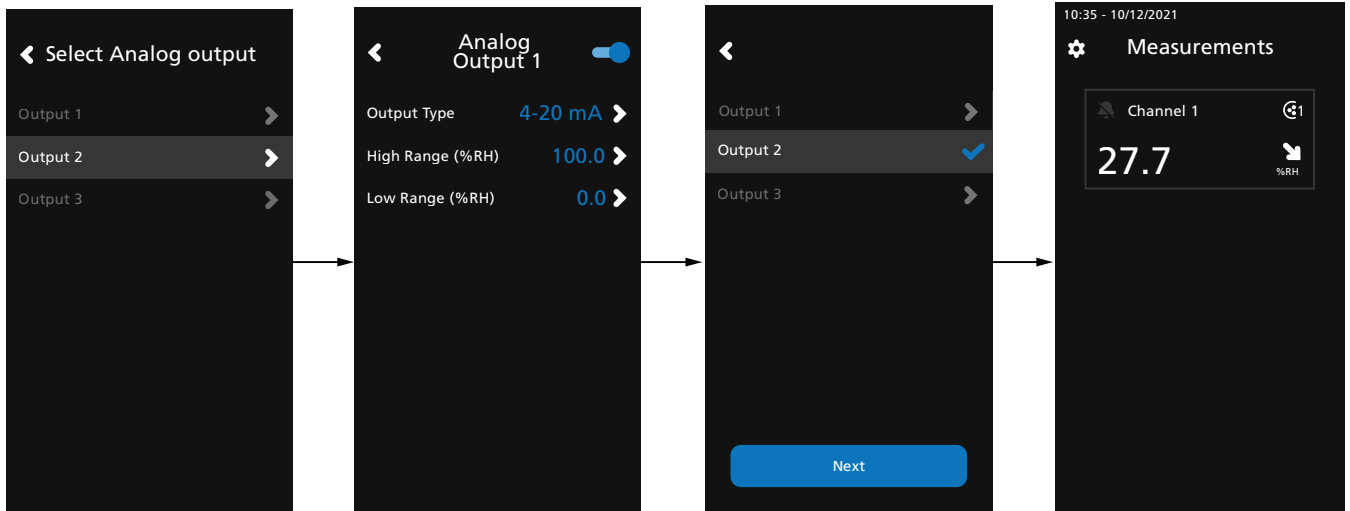 Select Analog output
Output 1
Output 2
Output 3
Analog
Output 1
Output Type 4-20 mA
High Range (%RH) 100.0
Low Range (%RH) 0.0
Output 1
Output 2
Output 3
Next
10:35 - 10/12/2021
Measurements
Channel 1 1
27.7 %RH